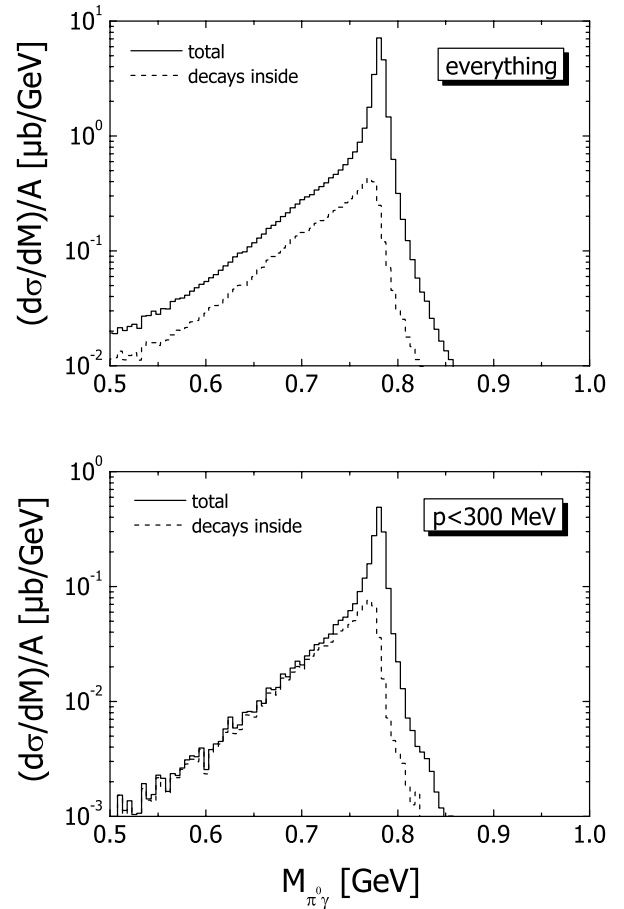 10¹
total
decays inside
everything
10⁰
10⁻¹
10⁻²
(dσ/dM)/A [μb/GeV]
0.5 0.6 0.7 0.8 0.9 1.0
10⁰
total
decays inside
p<300 MeV
10⁻¹
10⁻²
10⁻³
(dσ/dM)/A [μb/GeV]
0.5 0.6 0.7 0.8 0.9 1.0
M_π⁰γ [GeV]